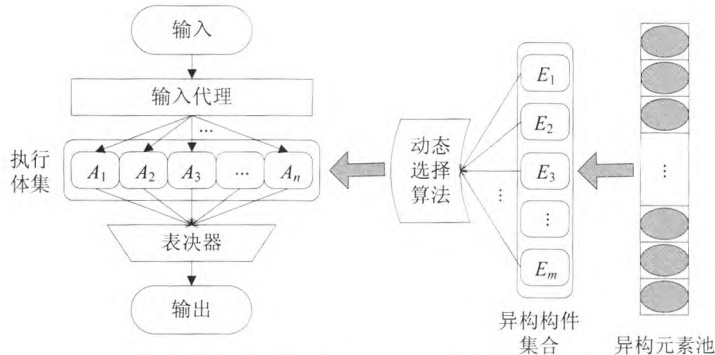 输入
输入代理
...
执行
体集
A1 A2 A3 ... An
表决器
输出
动态
选择
算法
⋮
E1
E2
E3
⋮
Em
异构构件
集合
⋮
异构元素池